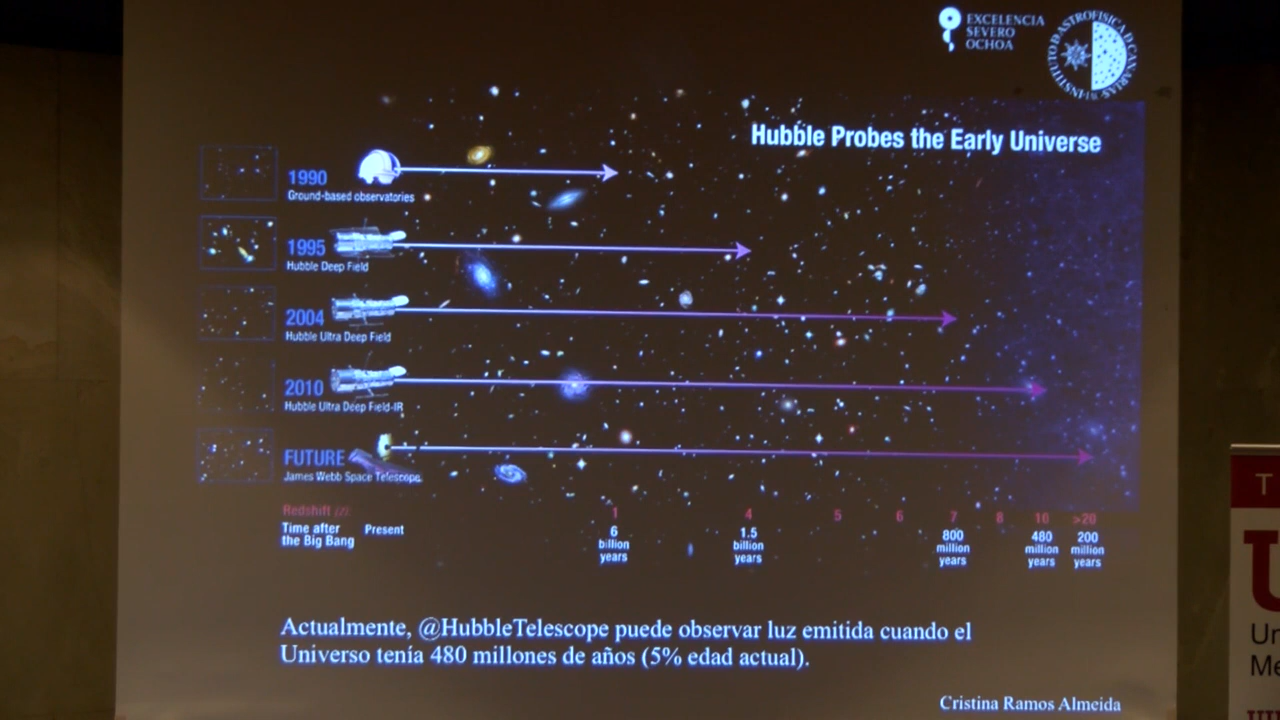 EXCELENCIA
SEVERO
OCHOA
INSTITUTO D ASTROFISICA D CANARIAS
Hubble Probes the Early Universe
1990
Ground-based observatories
1995
Hubble Deep Field
2004
Hubble Ultra Deep Field
2010
Hubble Ultra Deep Field-IR
FUTURE
James Webb Space Telescope
Redshift (z): 1 4 5 6 7 8 10 >20
Time after
the Big Bang
Present
6
billion
years
1.5
billion
years
800
million
years
480
million
years
200
million
years
Actualmente, @HubbleTelescope puede observar luz emitida cuando el
Universo tenía 480 millones de años (5% edad actual).
Cristina Ramos Almeida